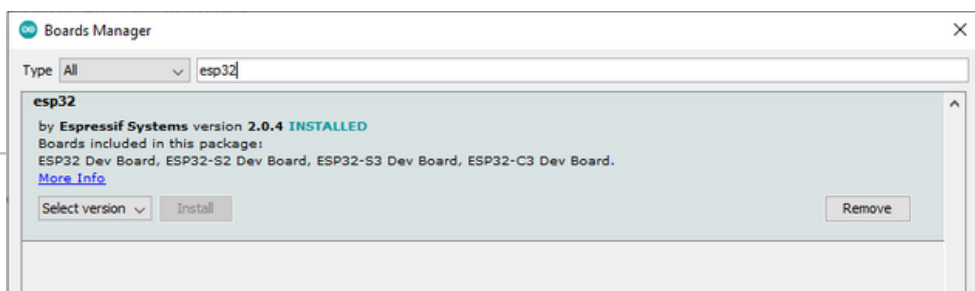 Boards Manager
Type All esp32
esp32
by Espressif Systems version 2.0.4 INSTALLED
Boards included in this package:
ESP32 Dev Board, ESP32-S2 Dev Board, ESP32-S3 Dev Board, ESP32-C3 Dev Board.
More Info
Select version Install Remove